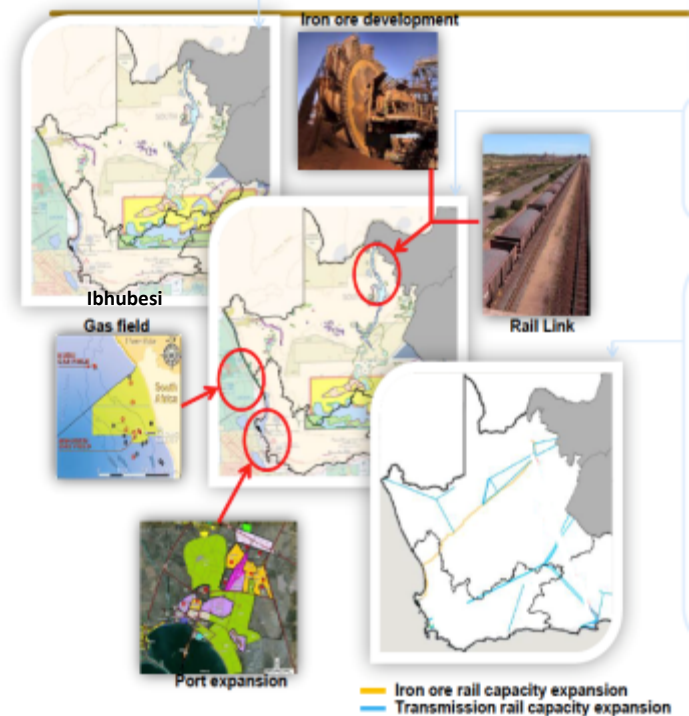 Iron ore development
Ibhubesi
Gas field
Rail Link
South
Africa
Port expansion
Iron ore rail capacity expansion
Transmission rail capacity expansion